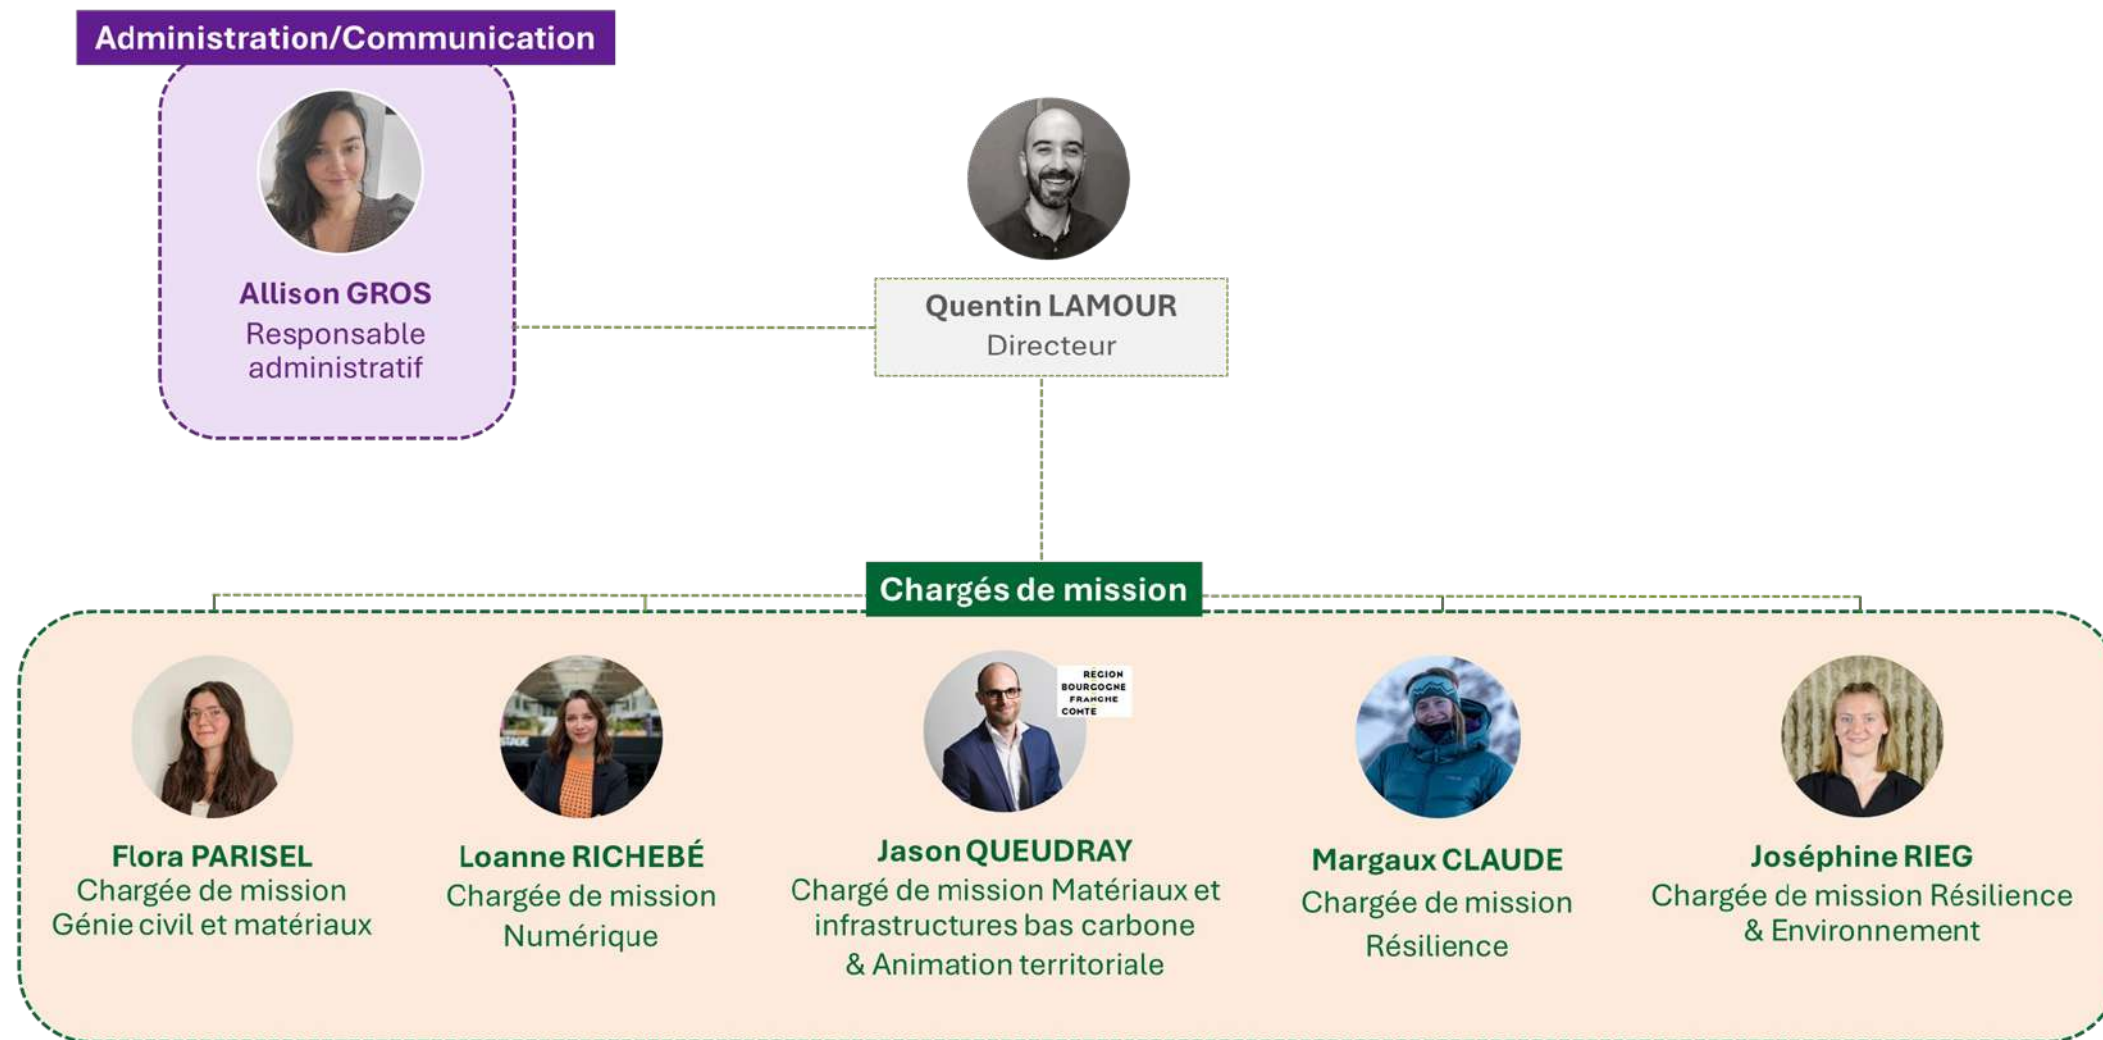 Administration/Communication
Allison GROS
Responsable
administratif
Quentin LAMOUR
Directeur
Chargés de mission
Flora PARISEL
Chargée de mission
Génie civil et matériaux
Loanne RICHEBÉ
Chargée de mission
Numérique
RÉGION
BOURGOGNE
FRANCHE
COMTE
Jason QUEUDRAY
Chargé de mission Matériaux et
infrastructures bas carbone
& Animation territoriale
Margaux CLAUDE
Chargée de mission
Résilience
Joséphine RIEG
Chargée de mission Résilience
& Environnement